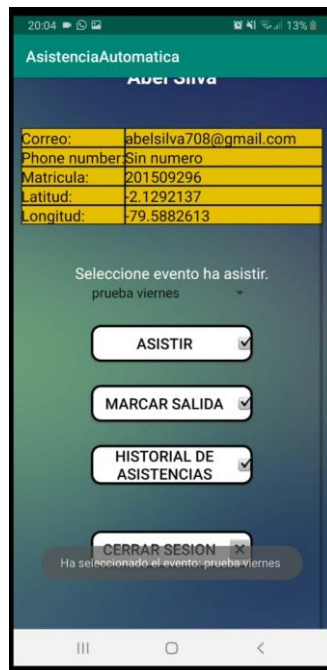 20:04 13%
AsistenciaAutomatica
Abel Silva
Correo: abelsilva708@gmail.com
Phone number: Sin numero
Matricula: 201509296
Latitud: -2.1292137
Longitud: -79.5882613
Seleccione evento ha asistir.
prueba viernes
ASISTIR
MARCAR SALIDA
HISTORIAL DE
ASISTENCIAS
CERRAR SESION
Ha seleccionado el evento: prueba viernes